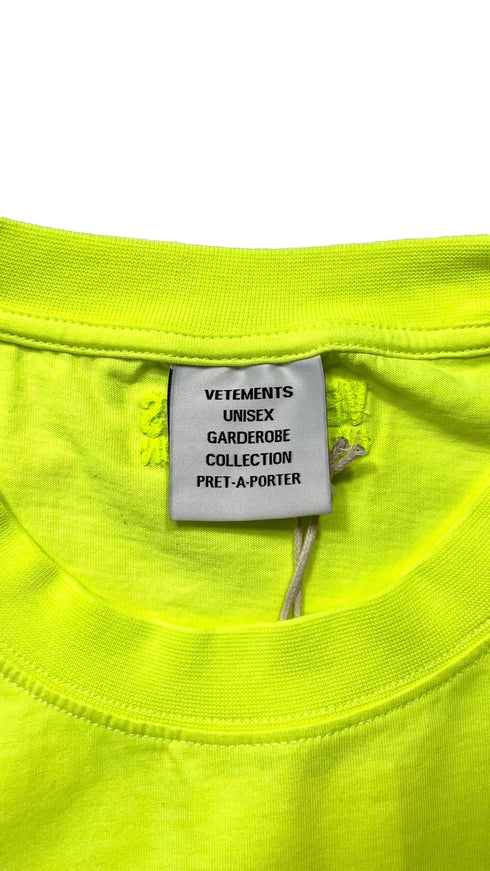 VETEMENTS
UNISEX
GARDEROBE
COLLECTION
PRET-A-PORTER